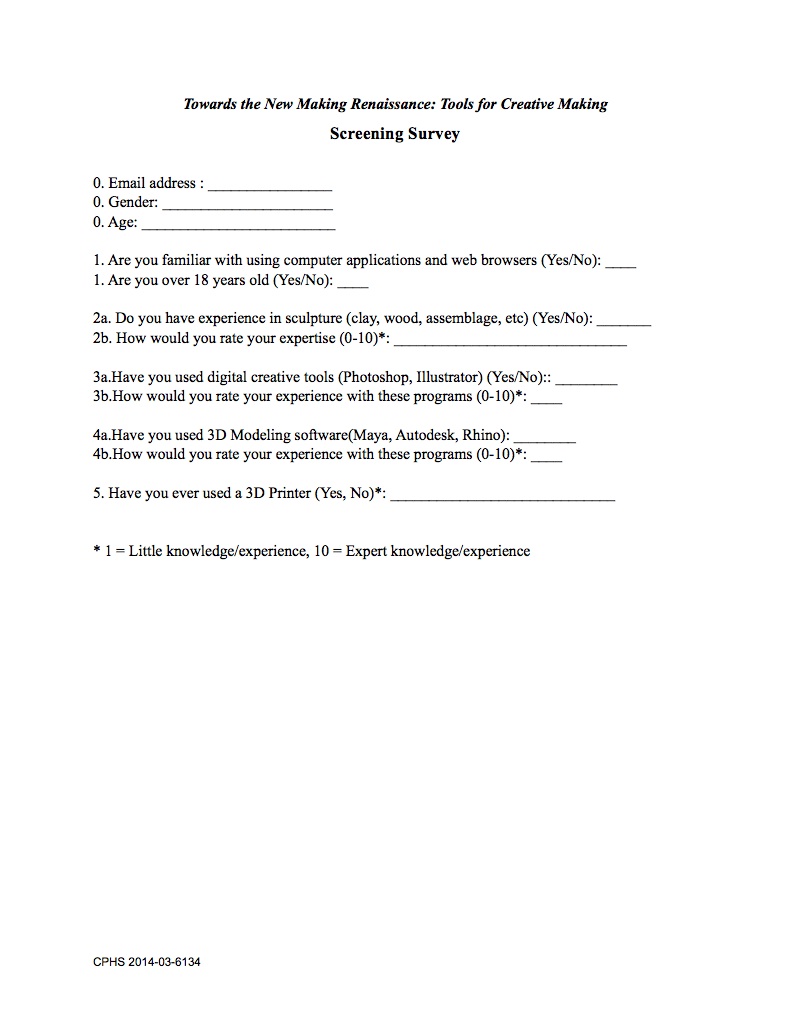 Towards the New Making Renaissance: Tools for Creative Making
Screening Survey
0. Email address : ________________
0. Gender: ______________________
0. Age: _________________________
1. Are you familiar with using computer applications and web browsers (Yes/No): ____
1. Are you over 18 years old (Yes/No): ____
2a. Do you have experience in sculpture (clay, wood, assemblage, etc) (Yes/No): _______
2b. How would you rate your expertise (0-10)*: ______________________________
3a.Have you used digital creative tools (Photoshop, Illustrator) (Yes/No):: ________
3b.How would you rate your experience with these programs (0-10)*: ____
4a.Have you used 3D Modeling software(Maya, Autodesk, Rhino): ________
4b.How would you rate your experience with these programs (0-10)*: ____
5. Have you ever used a 3D Printer (Yes, No)*: _____________________________
* 1 = Little knowledge/experience, 10 = Expert knowledge/experience
CPHS 2014-03-6134